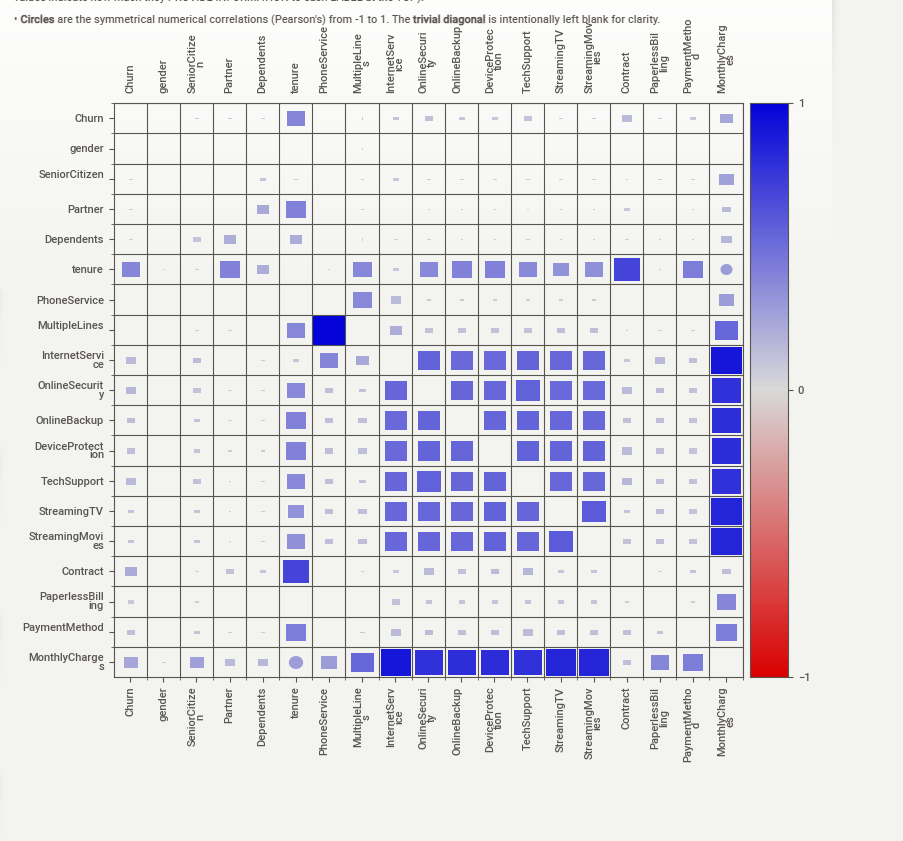 • Circles are the symmetrical numerical correlations (Pearson's) from -1 to 1. The trivial diagonal is intentionally left blank for clarity.
Churn
gender
SeniorCitize
n
Partner
Dependents
tenure
PhoneService
MultipleLine
s
InternetServ
ice
OnlineSecuri
ty
OnlineBackup
DeviceProtec
tion
TechSupport
StreamingTV
StreamingMov
ies
Contract
PaperlessBil
ling
PaymentMetho
d
MonthlyCharg
es
Churn
gender
SeniorCitizen
Partner
Dependents
tenure
PhoneService
MultipleLines
InternetServi
ce
OnlineSecurit
y
OnlineBackup
DeviceProtect
ion
TechSupport
StreamingTV
StreamingMovi
es
Contract
PaperlessBill
ing
PaymentMethod
MonthlyCharge
s
1
0
−1
Churn
gender
SeniorCitize
n
Partner
Dependents
tenure
PhoneService
MultipleLine
s
InternetServ
ice
OnlineSecuri
ty
OnlineBackup
DeviceProtec
tion
TechSupport
StreamingTV
StreamingMov
ies
Contract
PaperlessBil
ling
PaymentMetho
d
MonthlyCharg
es